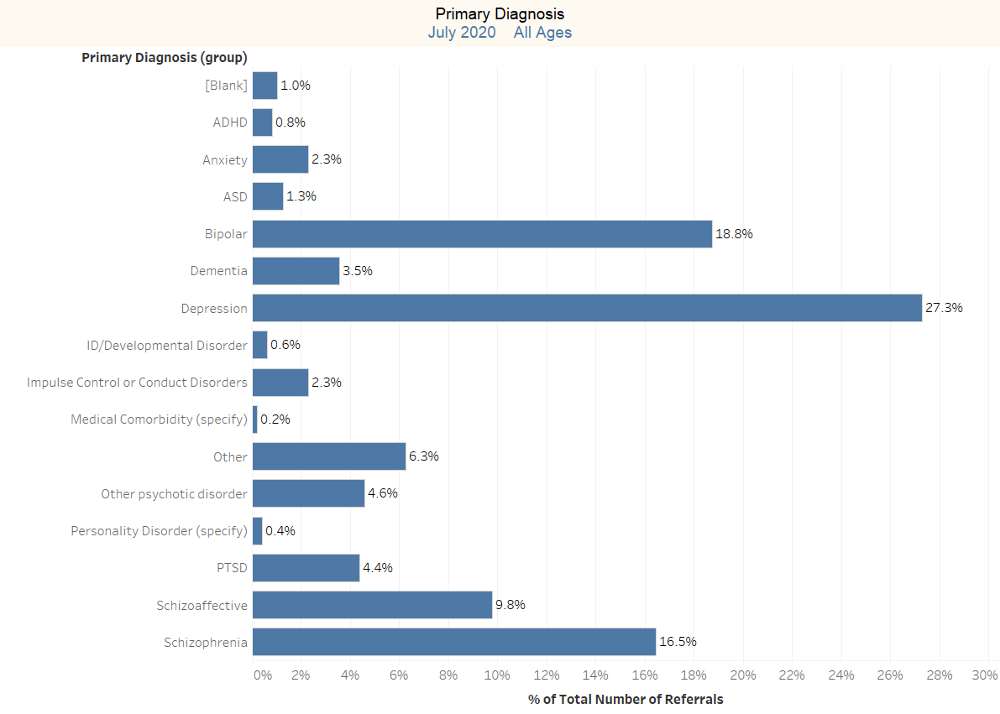 Primary Diagnosis
July 2020 All Ages
Primary Diagnosis (group)
[Blank] 1.0%
ADHD 0.8%
Anxiety 2.3%
ASD 1.3%
Bipolar 18.8%
Dementia 3.5%
Depression 27.3%
ID/Developmental Disorder 0.6%
Impulse Control or Conduct Disorders 2.3%
Medical Comorbidity (specify) 0.2%
Other 6.3%
Other psychotic disorder 4.6%
Personality Disorder (specify) 0.4%
PTSD 4.4%
Schizoaffective 9.8%
Schizophrenia 16.5%
0% 2% 4% 6% 8% 10% 12% 14% 16% 18% 20% 22% 24% 26% 28% 30%
% of Total Number of Referrals